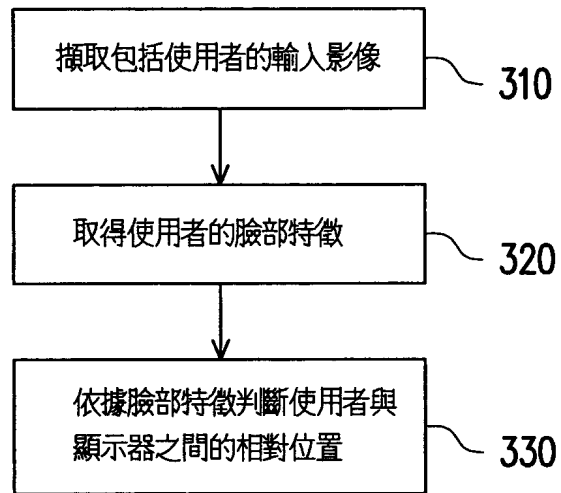 擷取包括使用者的輸入影像
310
取得使用者的臉部特徵
320
依據臉部特徵判斷使用者與
顯示器之間的相對位置
330